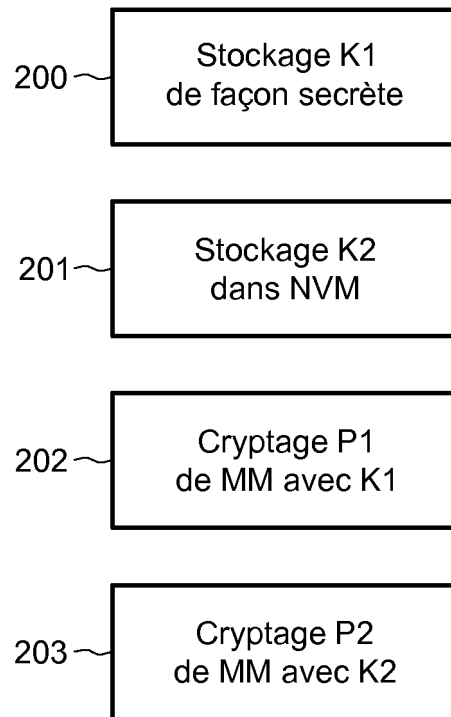 200
Stockage K1
de façon secrète
201
Stockage K2
dans NVM
202
Cryptage P1
de MM avec K1
203
Cryptage P2
de MM avec K2